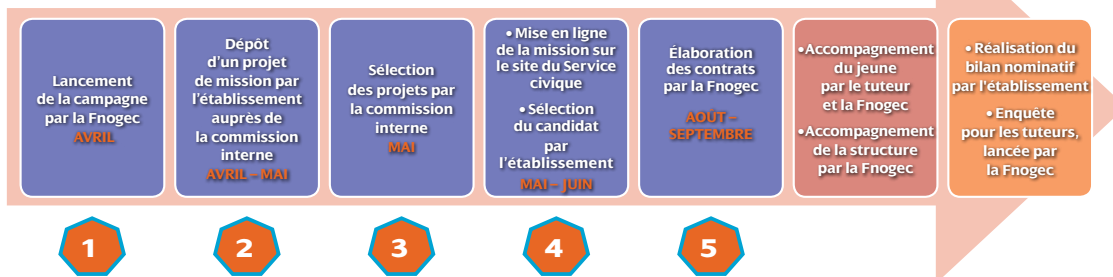 Lancement
de la campagne
par la Fnogec
AVRIL
Dépôt
d'un projet
de mission par
l'établissement
auprès de
la commission
interne
AVRIL – MAI
Sélection
des projets par
la commission
interne
MAI
• Mise en ligne
de la mission sur
le site du Service
civique
• Sélection
du candidat
par
l'établissement
MAI – JUIN
Élaboration
des contrats
par la Fnogec
AOÛT –
SEPTEMBRE
•Accompagnement
du jeune
par le tuteur
et la Fnogec
•Accompagnement
de la structure
par la Fnogec
• Réalisation du
bilan nominatif
par l'établissement
• Enquête
pour les tuteurs,
lancée par
la Fnogec
1
2
3
4
5